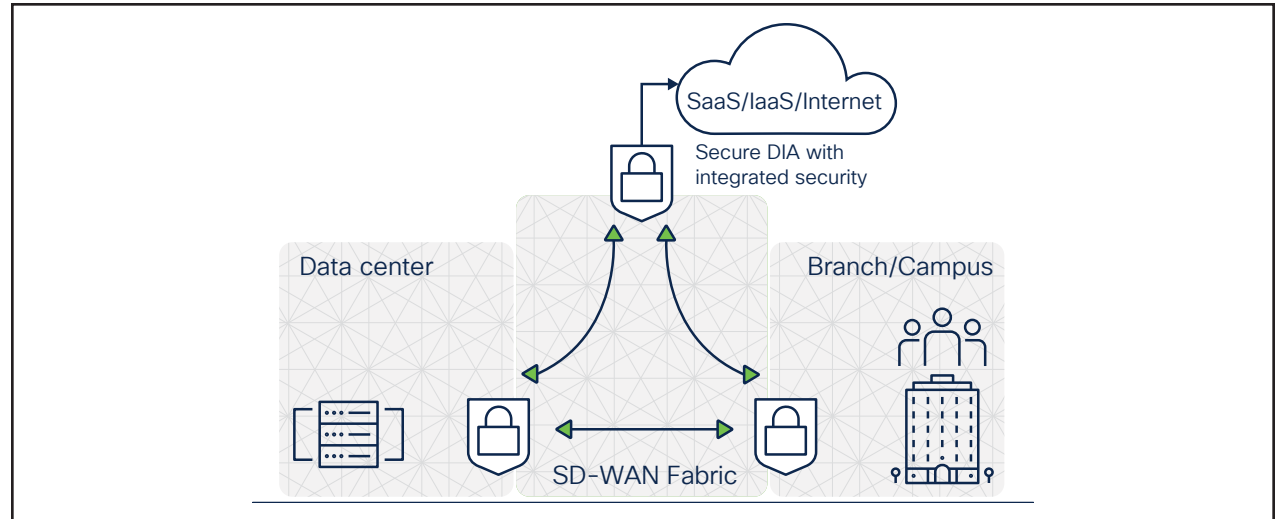 SaaS/IaaS/Internet
Secure DIA with
integrated security
Data center
Branch/Campus
SD-WAN Fabric